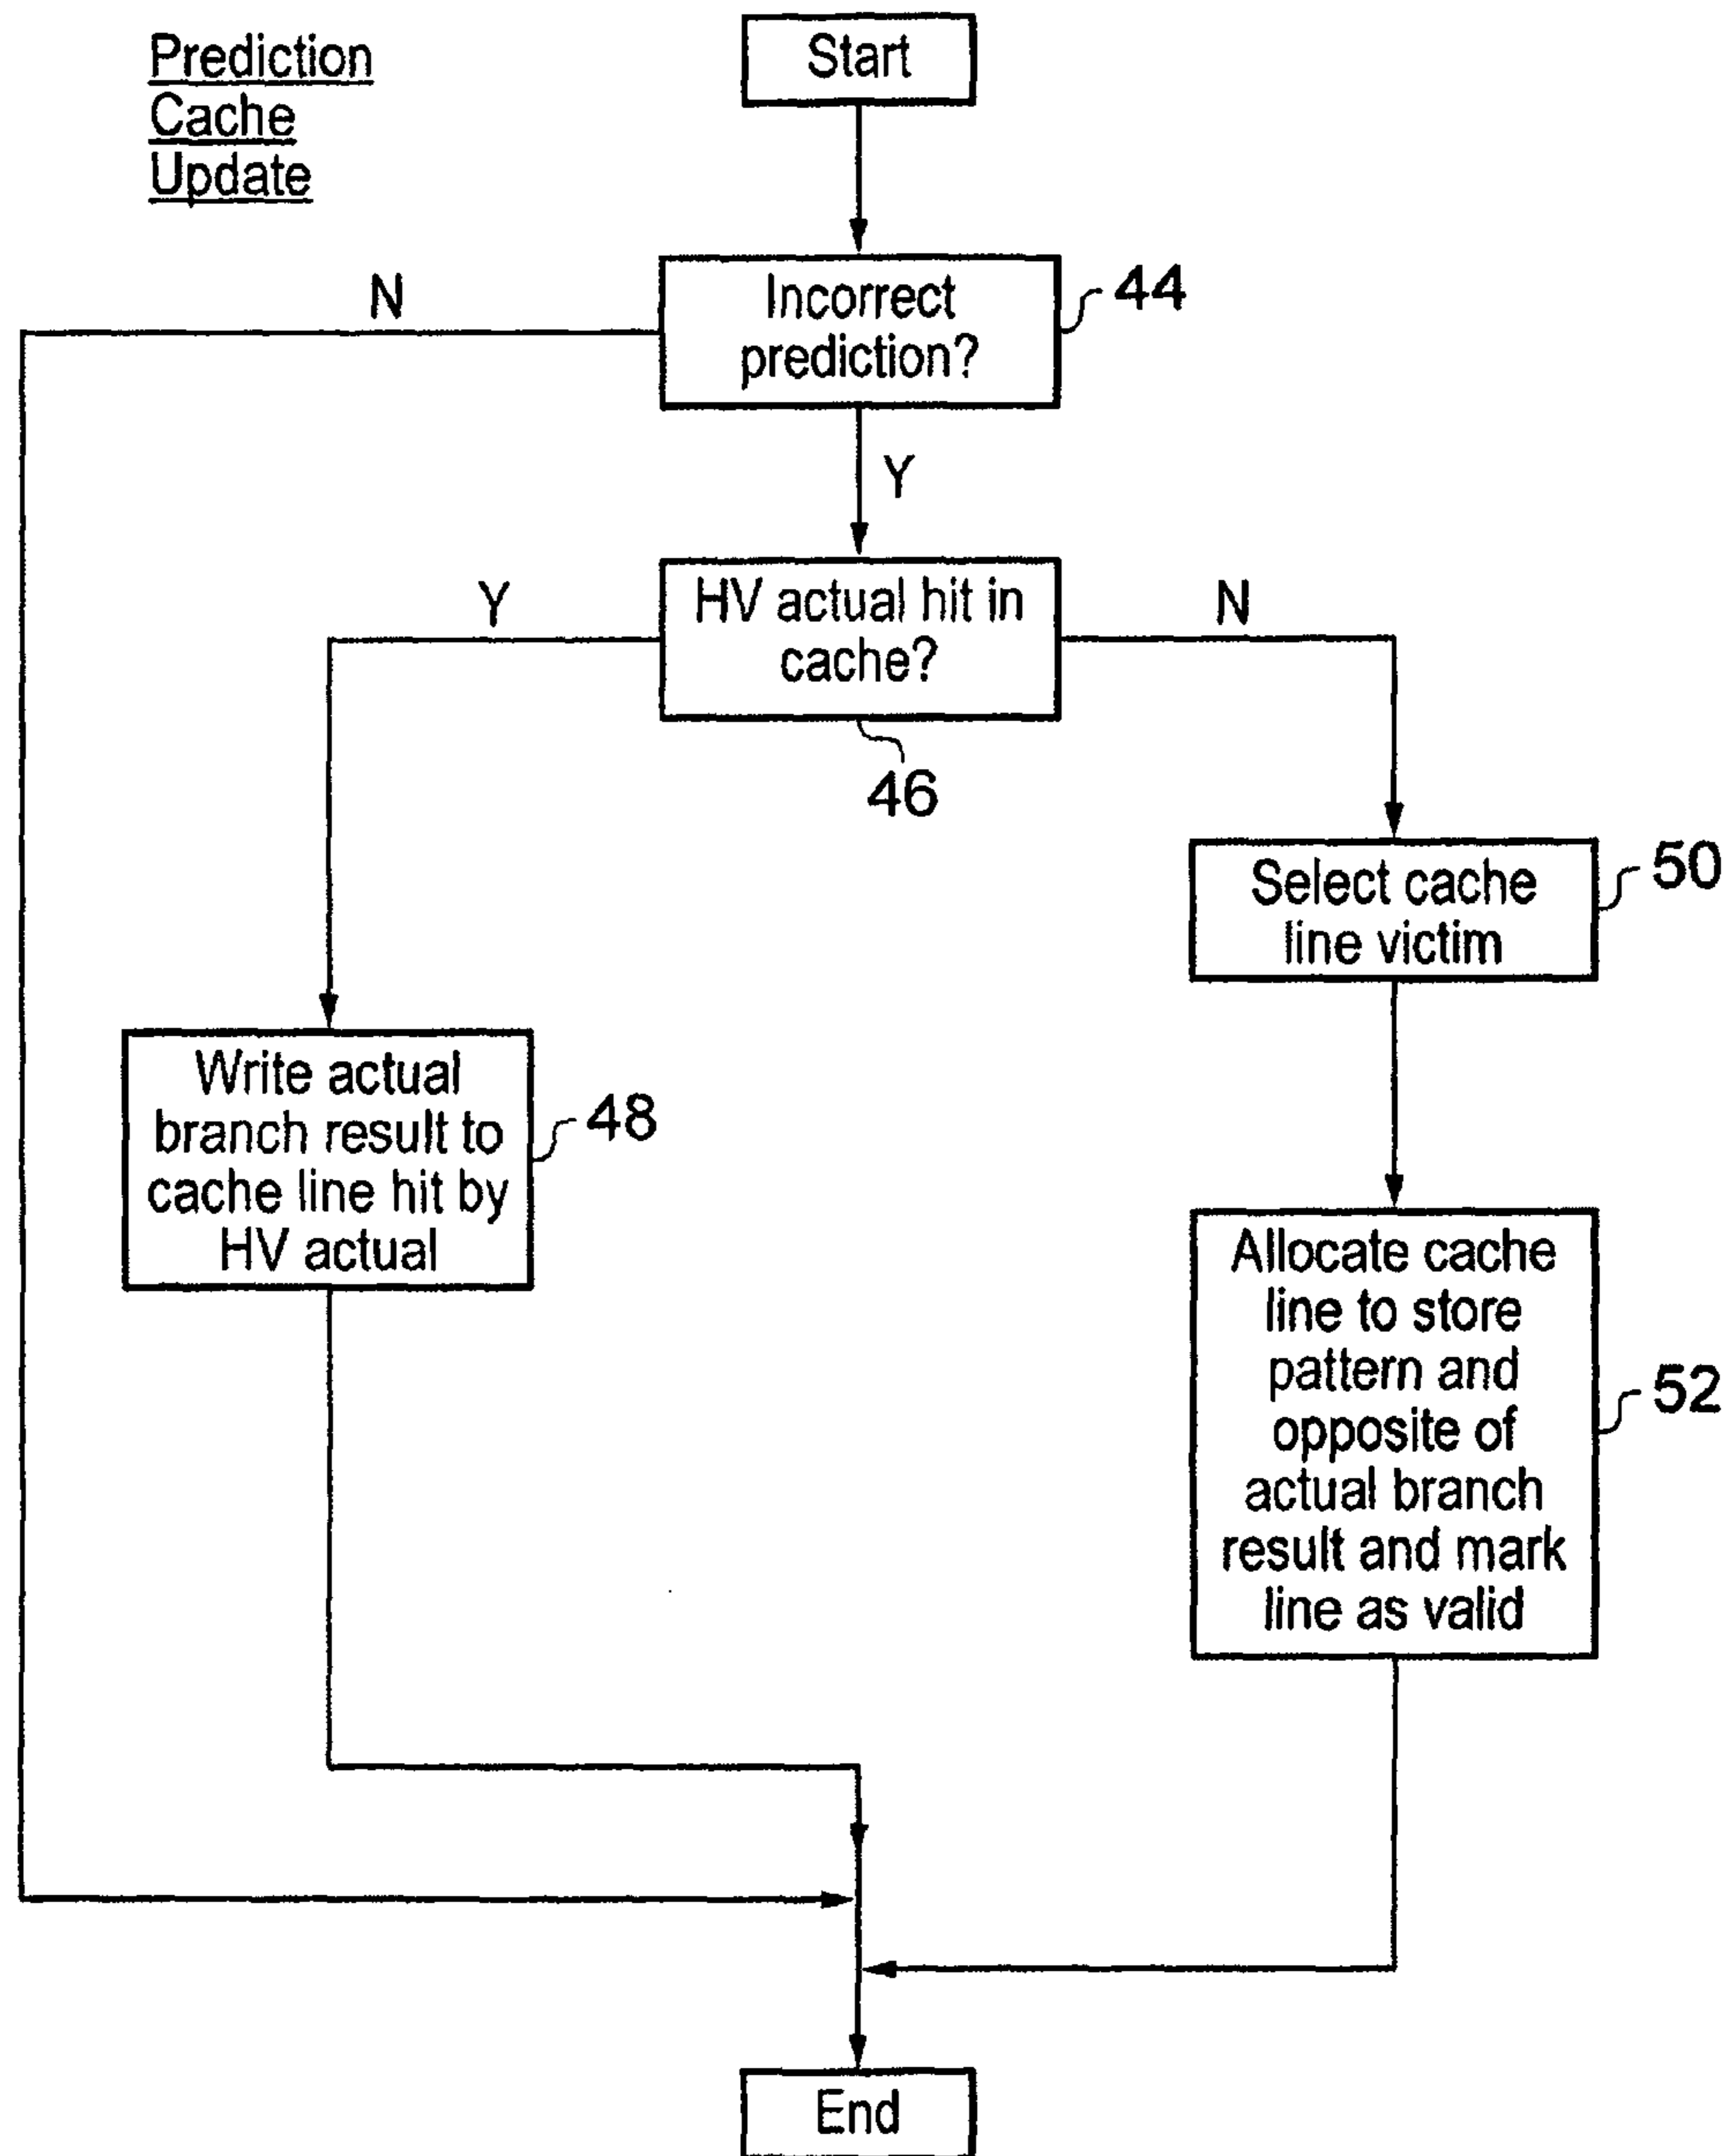 Prediction
Cache
Update
Start
N
Incorrect
prediction?
44
Y
Y
HV actual hit in
cache?
N
46
Select cache
line victim
50
Write actual
branch result to
cache line hit by
HV actual
48
Allocate cache
line to store
pattern and
opposite of
actual branch
result and mark
line as valid
52
End